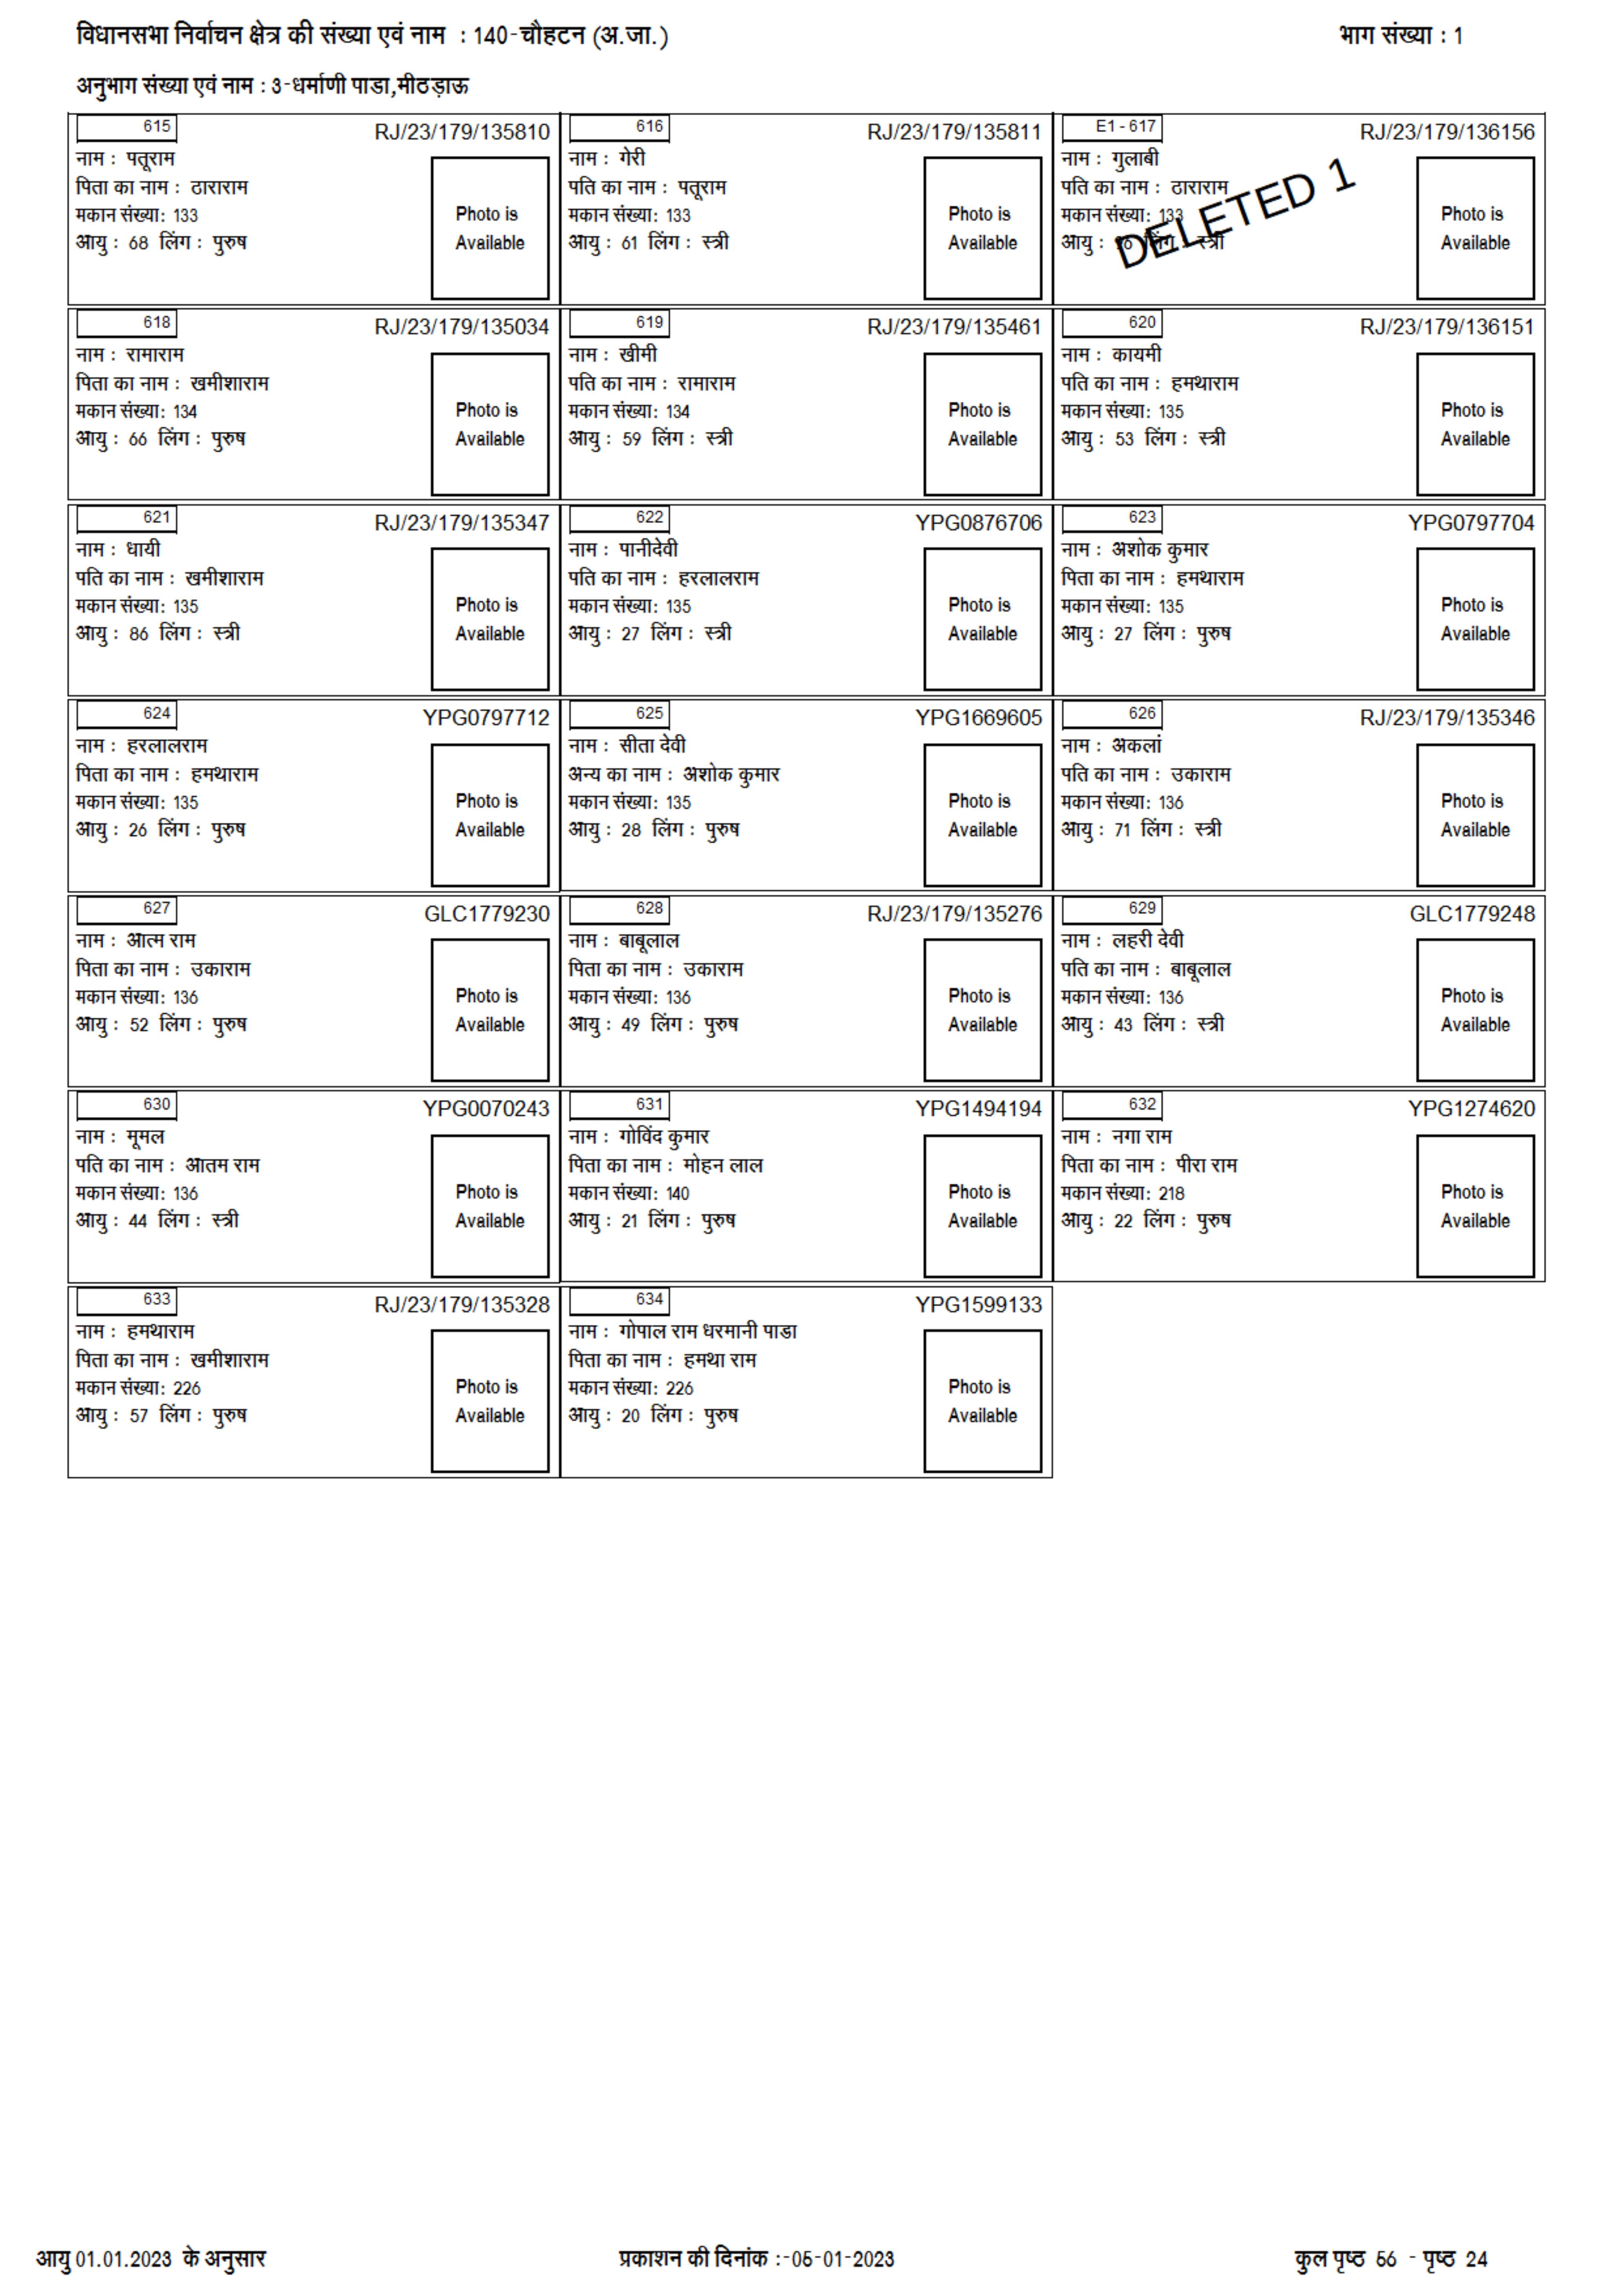 विधानसभा निर्वाचन क्षेत्र की संख्या एवं नाम : 140-चौहटन (अ.जा.) भाग संख्या : 1
अनुभाग संख्या एवं नाम : 3-धर्माणी पाडा,मीठड़ाऊ
615 RJ/23/179/135810
नाम : पतूराम
पिता का नाम : ठाराराम
मकान संख्या: 133
आयु : 68 लिंग : पुरुष
Photo is
Available
616 RJ/23/179/135811
नाम : गेरी
पति का नाम : पतूराम
मकान संख्या: 133
आयु : 61 लिंग : स्त्री
Photo is
Available
E1 - 617 RJ/23/179/136156
नाम : गुलाबी
पति का नाम : ठाराराम
मकान संख्या: 133
आयु : लिंग : स्त्री
DELETED 1
Photo is
Available
618 RJ/23/179/135034
नाम : रामाराम
पिता का नाम : खमीशाराम
मकान संख्या: 134
आयु : 66 लिंग : पुरुष
Photo is
Available
619 RJ/23/179/135461
नाम : खीमी
पति का नाम : रामाराम
मकान संख्या: 134
आयु : 59 लिंग : स्त्री
Photo is
Available
620 RJ/23/179/136151
नाम : कायमी
पति का नाम : हमथाराम
मकान संख्या: 135
आयु : 53 लिंग : स्त्री
Photo is
Available
621 RJ/23/179/135347
नाम : धायी
पति का नाम : खमीशाराम
मकान संख्या: 135
आयु : 86 लिंग : स्त्री
Photo is
Available
622 YPG0876706
नाम : पानीदेवी
पति का नाम : हरलालराम
मकान संख्या: 135
आयु : 27 लिंग : स्त्री
Photo is
Available
623 YPG0797704
नाम : अशोक कुमार
पिता का नाम : हमथाराम
मकान संख्या: 135
आयु : 27 लिंग : पुरुष
Photo is
Available
624 YPG0797712
नाम : हरलालराम
पिता का नाम : हमथाराम
मकान संख्या: 135
आयु : 26 लिंग : पुरुष
Photo is
Available
625 YPG1669605
नाम : सीता देवी
अन्य का नाम : अशोक कुमार
मकान संख्या: 135
आयु : 28 लिंग : पुरुष
Photo is
Available
626 RJ/23/179/135346
नाम : अकलां
पति का नाम : उकाराम
मकान संख्या: 136
आयु : 71 लिंग : स्त्री
Photo is
Available
627 GLC1779230
नाम : आत्म राम
पिता का नाम : उकाराम
मकान संख्या: 136
आयु : 52 लिंग : पुरुष
Photo is
Available
628 RJ/23/179/135276
नाम : बाबूलाल
पिता का नाम : उकाराम
मकान संख्या: 136
आयु : 49 लिंग : पुरुष
Photo is
Available
629 GLC1779248
नाम : लहरी देवी
पति का नाम : बाबूलाल
मकान संख्या: 136
आयु : 43 लिंग : स्त्री
Photo is
Available
630 YPG0070243
नाम : मूमल
पति का नाम : आतम राम
मकान संख्या: 136
आयु : 44 लिंग : स्त्री
Photo is
Available
631 YPG1494194
नाम : गोविंद कुमार
पिता का नाम : मोहन लाल
मकान संख्या: 140
आयु : 21 लिंग : पुरुष
Photo is
Available
632 YPG1274620
नाम : नगा राम
पिता का नाम : पीरा राम
मकान संख्या: 218
आयु : 22 लिंग : पुरुष
Photo is
Available
633 RJ/23/179/135328
नाम : हमथाराम
पिता का नाम : खमीशाराम
मकान संख्या: 226
आयु : 57 लिंग : पुरुष
Photo is
Available
634 YPG1599133
नाम : गोपाल राम धरमानी पाडा
पिता का नाम : हमथा राम
मकान संख्या: 226
आयु : 20 लिंग : पुरुष
Photo is
Available
आयु 01.01.2023 के अनुसार प्रकाशन की दिनांक :-05-01-2023 कुल पृष्ठ 56 - पृष्ठ 24